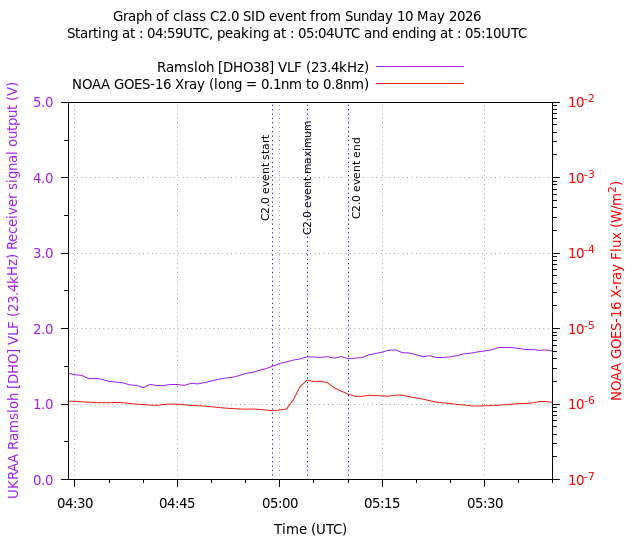 Graph of class C2.0 SID event from Sunday 10 May 2026
Starting at : 04:59UTC, peaking at : 05:04UTC and ending at : 05:10UTC
Ramsloh [DHO38] VLF (23.4kHz)
NOAA GOES-16 Xray (long = 0.1nm to 0.8nm)
UKRAA Ramsloh [DHO] VLF (23.4kHz) Receiver signal output (V)
5.0
4.0
3.0
2.0
1.0
0.0
C2.0 event start
C2.0 event maximum
C2.0 event end
10-2
10-3
10-4
10-5
10-6
10-7
NOAA GOES-16 X-ray Flux (W/m2)
04:30 04:45 05:00 05:15 05:30
Time (UTC)